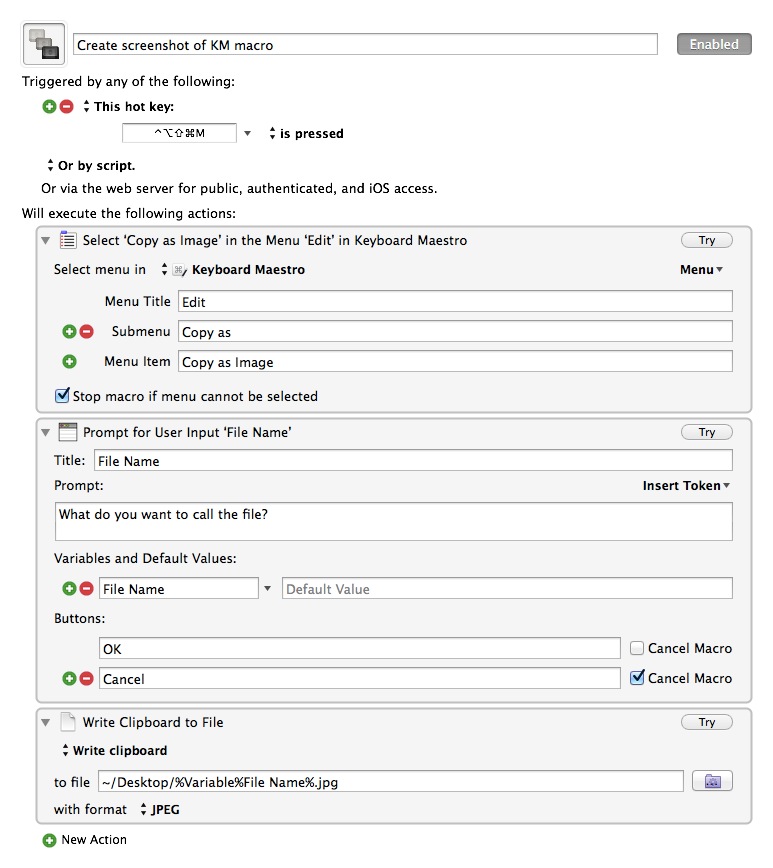 Create screenshot of KM macro Enabled
Triggered by any of the following:
This hot key:
^⌥⇧⌘M is pressed
Or by script.
Or via the web server for public, authenticated, and iOS access.
Will execute the following actions:
Select ‘Copy as Image’ in the Menu ‘Edit’ in Keyboard Maestro Try
Select menu in Keyboard Maestro Menu
Menu Title Edit
Submenu Copy as
Menu Item Copy as Image
Stop macro if menu cannot be selected
Prompt for User Input ‘File Name’ Try
Title: File Name
Prompt: Insert Token
What do you want to call the file?
Variables and Default Values:
File Name Default Value
Buttons:
OK Cancel Macro
Cancel Cancel Macro
Write Clipboard to File Try
Write clipboard
to file ~/Desktop/%Variable%File Name%.jpg
with format JPEG
New Action